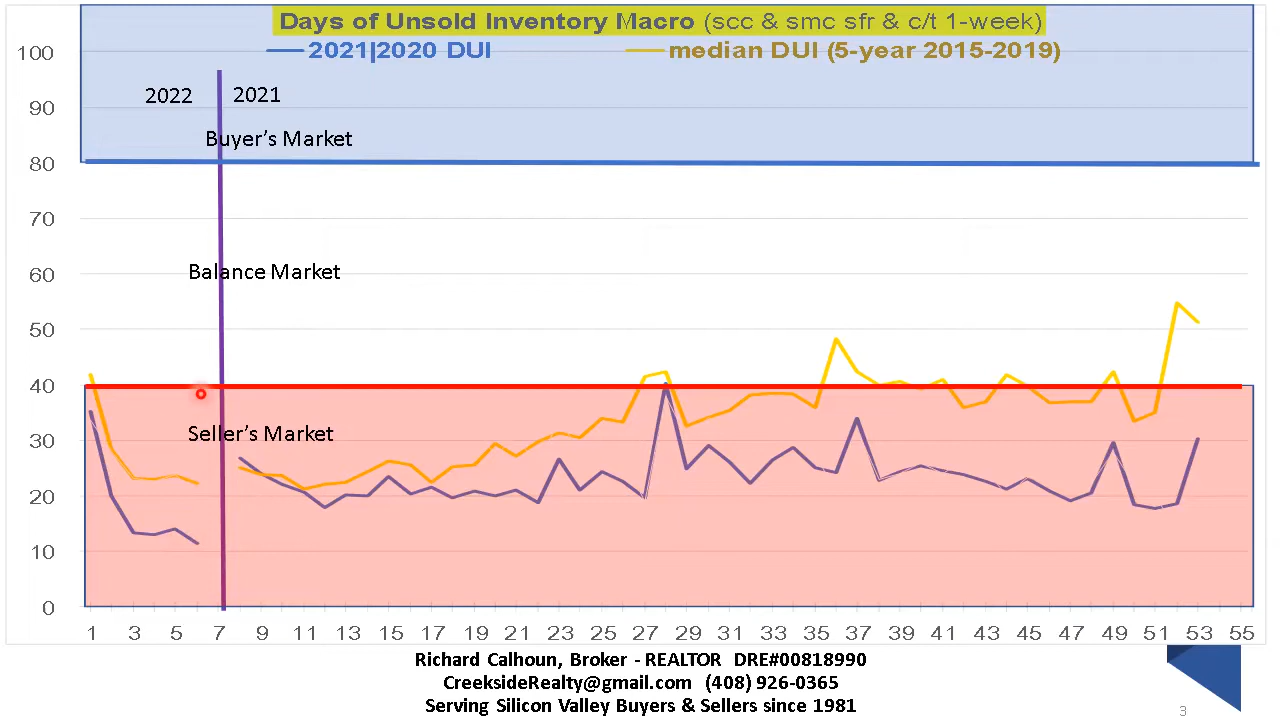 Days of Unsold Inventory Macro (scc & smc sfr & c/t 1-week)
2021|2020 DUI
median DUI (5-year 2015-2019)
100
90
80
70
60
50
40
30
20
10
0
2022
2021
Buyer's Market
Balance Market
Seller's Market
1 3 5 7 9 11 13 15 17 19 21 23 25 27 29 31 33 35 37 39 41 43 45 47 49 51 53 55
Richard Calhoun, Broker - REALTOR DRE#00818990
CreeksideRealty@gmail.com (408) 926-0365
Serving Silicon Valley Buyers & Sellers since 1981
3